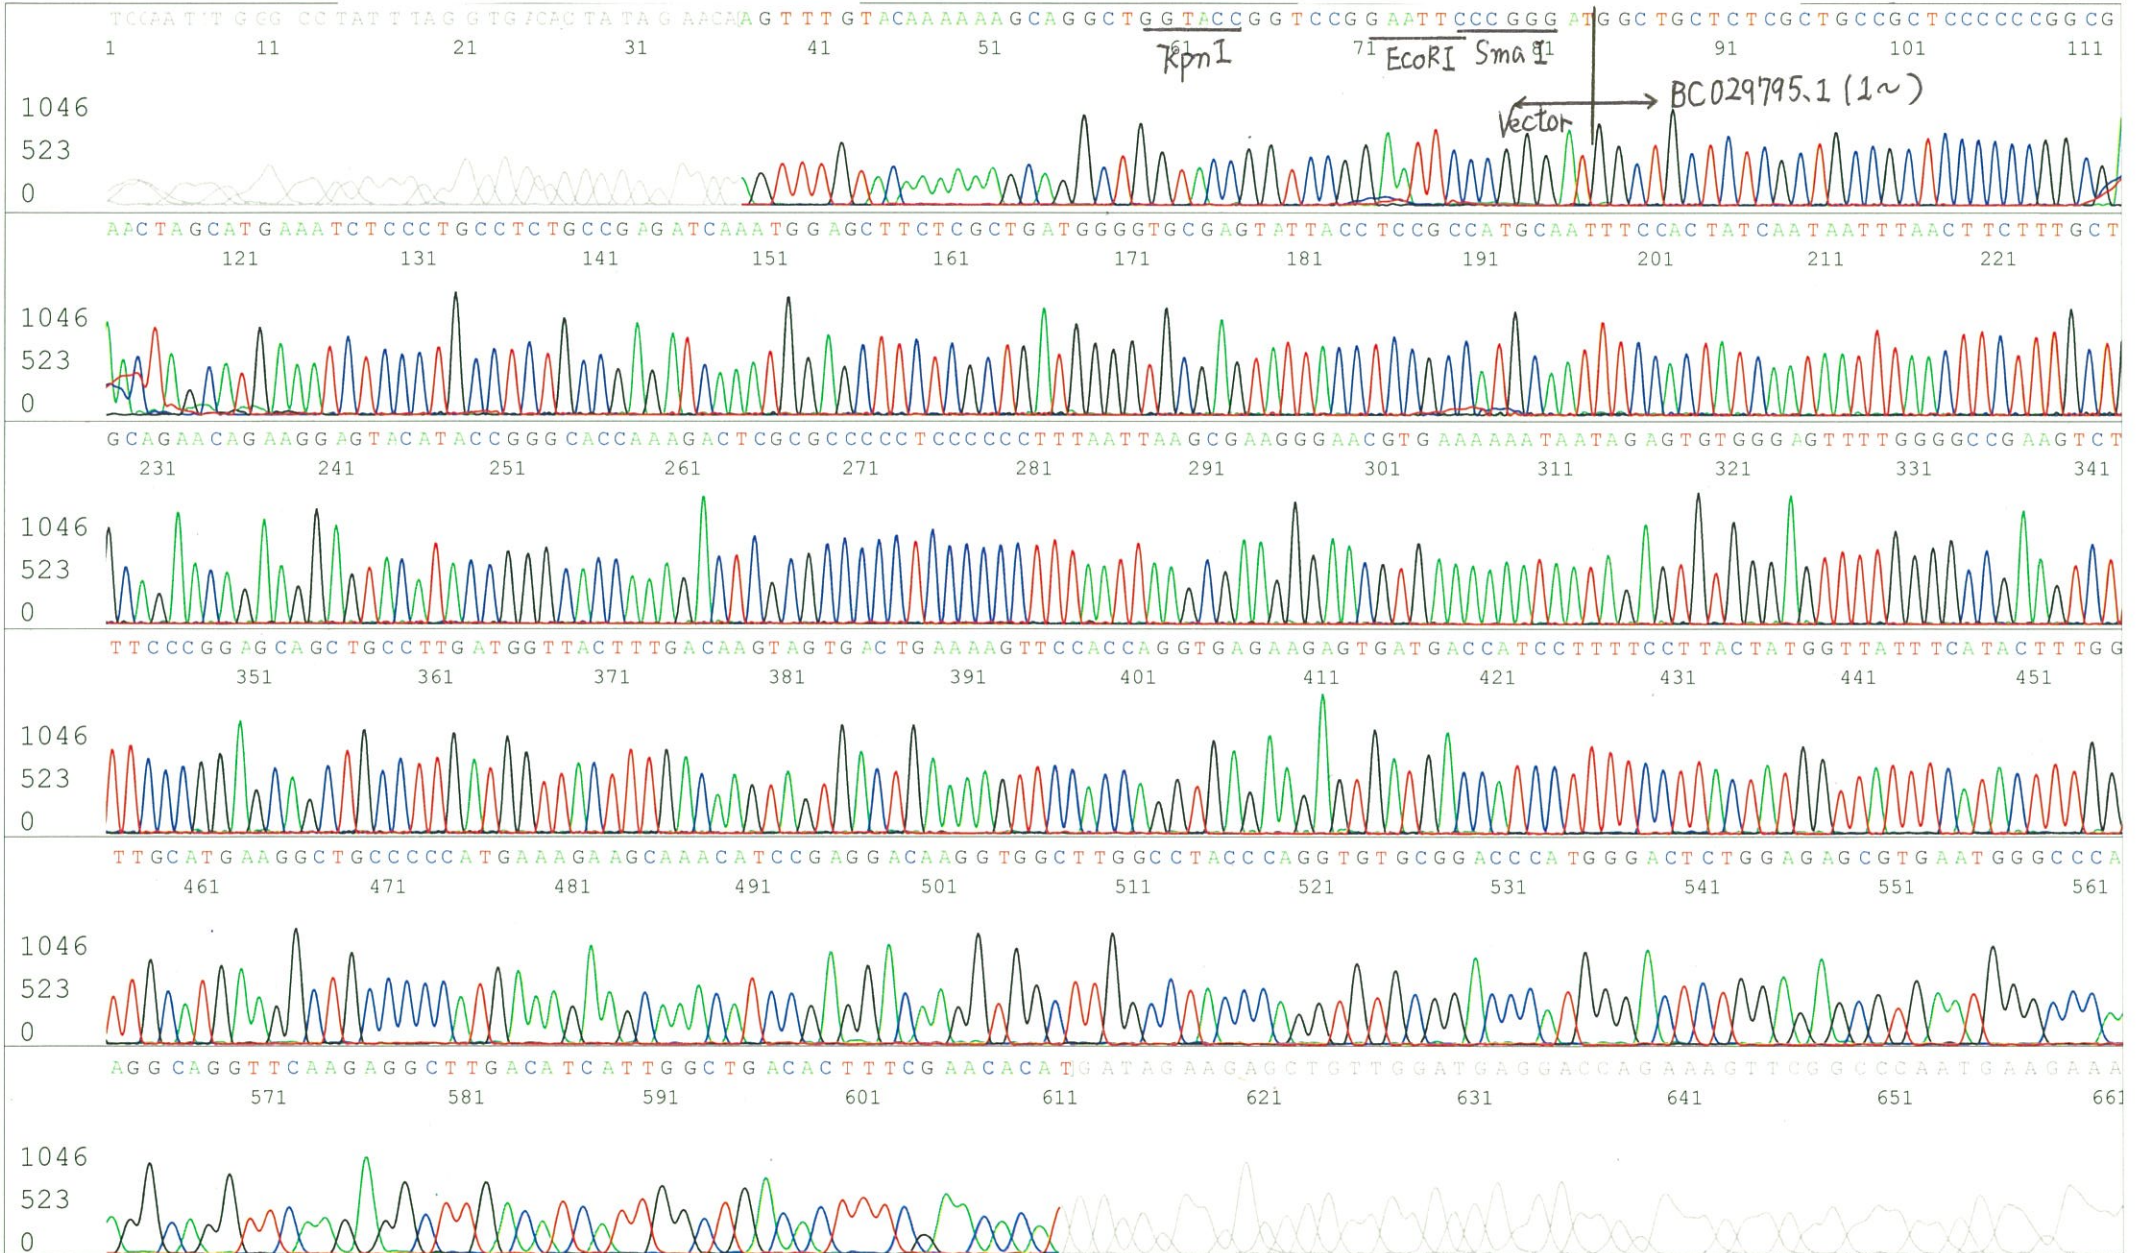 GGG CCTATTTAGGTGACACTATAGAACAAGTTTGTACAAAAAAGCAGGCTGGTACCGGTCCGGAATTCCCGGGATGGCTGCTCTCGCTGCCGCTCCCCCCGGCG
1 11 21 31 41 51 61 71 81 91 101 111
KpnI EcoRI SmaI
BC029795.1 (1~)
Vector
1046
523
0
AACTAGCATGAAATCTCCCTGCCTCTGCCGAGATCAAATGGAGCTTCTCGCTGATGGGGTGCGAGTATTACCTCCGCCATGCAATTTCCACTATCAATAATTTAACTTCTTTGCT
121 131 141 151 161 171 181 191 201 211 221
1046
523
0
GCAGAACAGAAGGAGTACATACCGGGCACCAAAGACTCGCGCCCCCTCCCCCCTTTAATTAAGCGAAGGGAACGTGAAAAAATAATAGAGTGTGGGAGTTTTGGGGCCGAAGTCT
231 241 251 261 271 281 291 301 311 321 331 341
1046
523
0
TTCCCGGAGCAGCTGCCTTGATGGTTACTTTGACAAGTAGTGACTGAAAAGTTCCACCAGGTGAGAAGAGTGATGACCATCCTTTTCCTTACTATGGTTATTTCATACTTTGG
351 361 371 381 391 401 411 421 431 441 451
1046
523
0
TTGCATGAAGGCTGCCCCCATGAAAGAAGCAAACATCCGAGGACAAGGTGGCTTGGCCTACCCAGGTGTGCGGACCCATGGGACTCTGGAGAGCGTGAATGGGCCCA
461 471 481 491 501 511 521 531 541 551 561
1046
523
0
AGGCAGGTTCAAGAGGCTTGACATCATTGGCTGACACTTTCGAACACATGATAGAAGAGCTGTTGGATGAGGACCAGAAAGTTCGGCCCAATGAAGAAA
571 581 591 601 611 621 631 641 651 661
1046
523
0